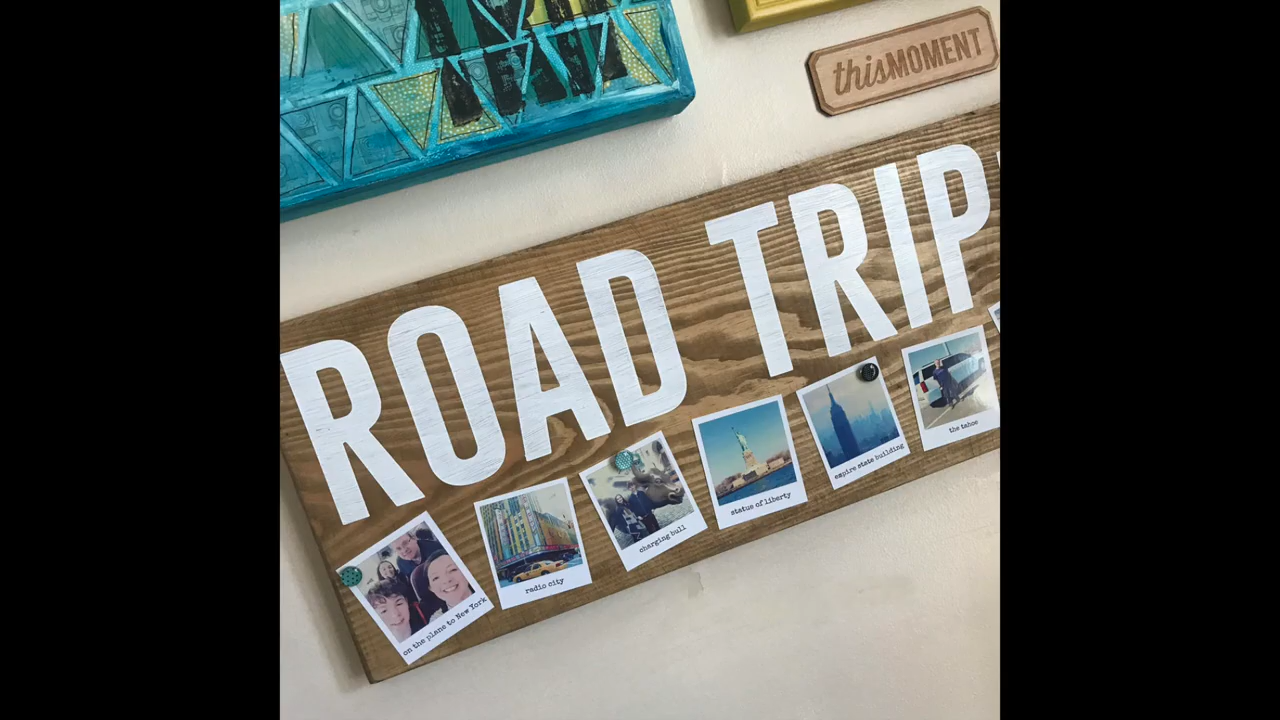 thisMOMENT
ROAD TRIP
on the plane to New York
radio city
charging bull
statue of liberty
empire state building
the tahoe